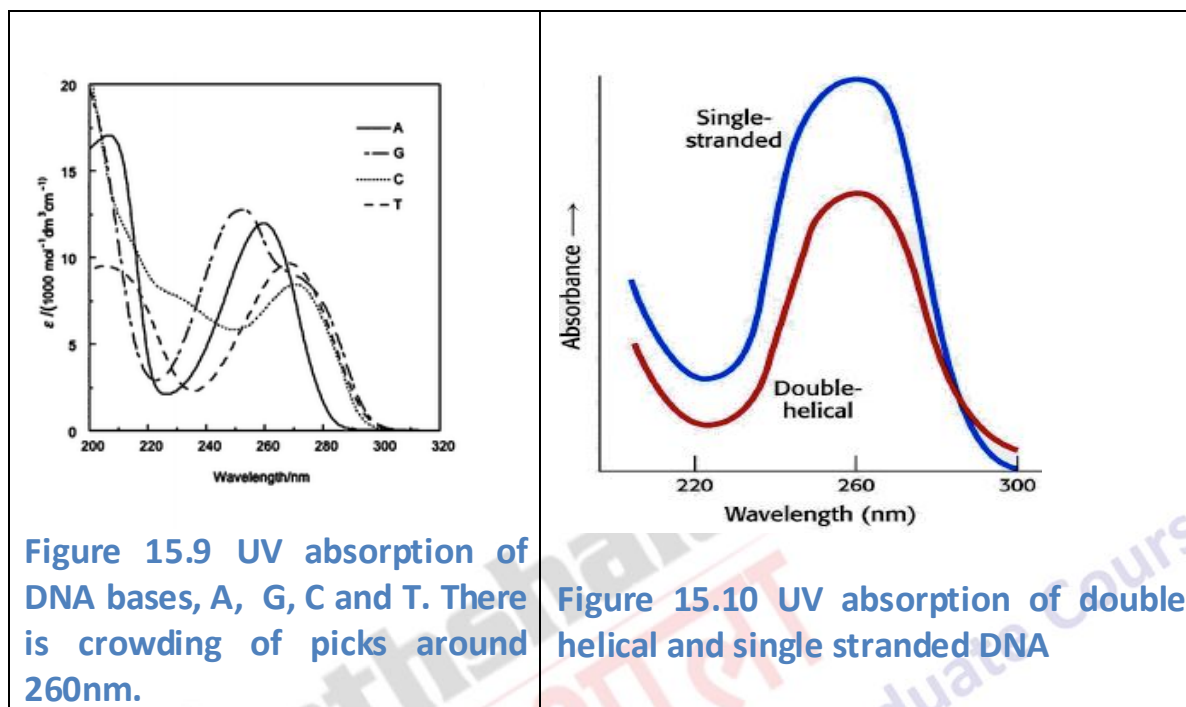 20
15
10
5
0
ε /(1000 mol⁻¹dm³cm⁻¹)
A
G
C
T
200 220 240 260 280 300 320
Wavelength/nm
Figure 15.9 UV absorption of
DNA bases, A, G, C and T. There
is crowding of picks around
260nm.
Single-
stranded
Double-
helical
Absorbance →
220 260 300
Wavelength (nm)
Figure 15.10 UV absorption of double
helical and single stranded DNA